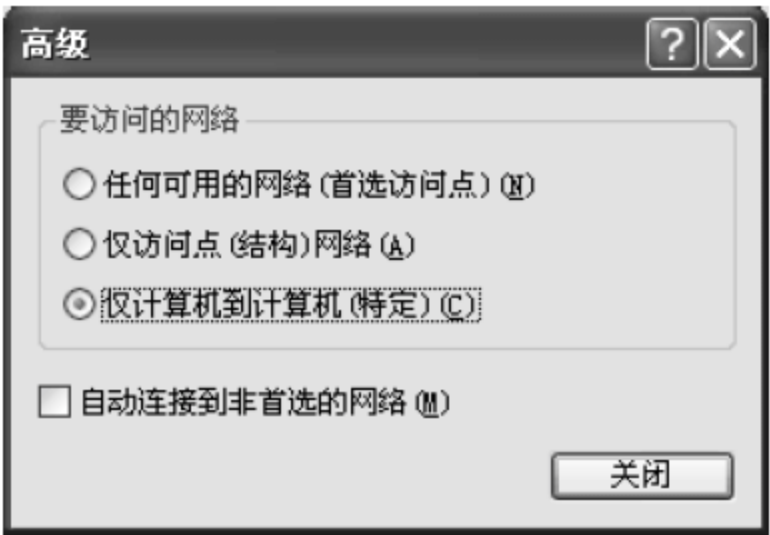 高级
要访问的网络
任何可用的网络(首选访问点)(N)
仅访问点(结构)网络(A)
仅计算机到计算机(特定)(C)
自动连接到非首选的网络(M)
关闭